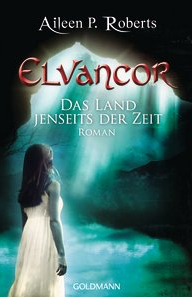 Aileen P. Roberts
ELVANCOR
DAS LAND
JENSEITS DER ZEIT
ROMAN
GOLDMANN